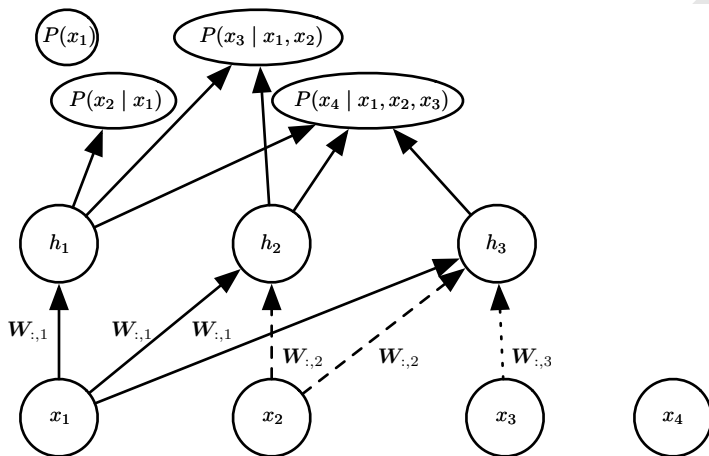 P(x₁)
P(x₃ | x₁, x₂)
P(x₂ | x₁)
P(x₄ | x₁, x₂, x₃)
h₁
h₂
h₃
W:,₁
W:,₁
W:,₁
W:,₂
W:,₂
W:,₃
x₁
x₂
x₃
x₄